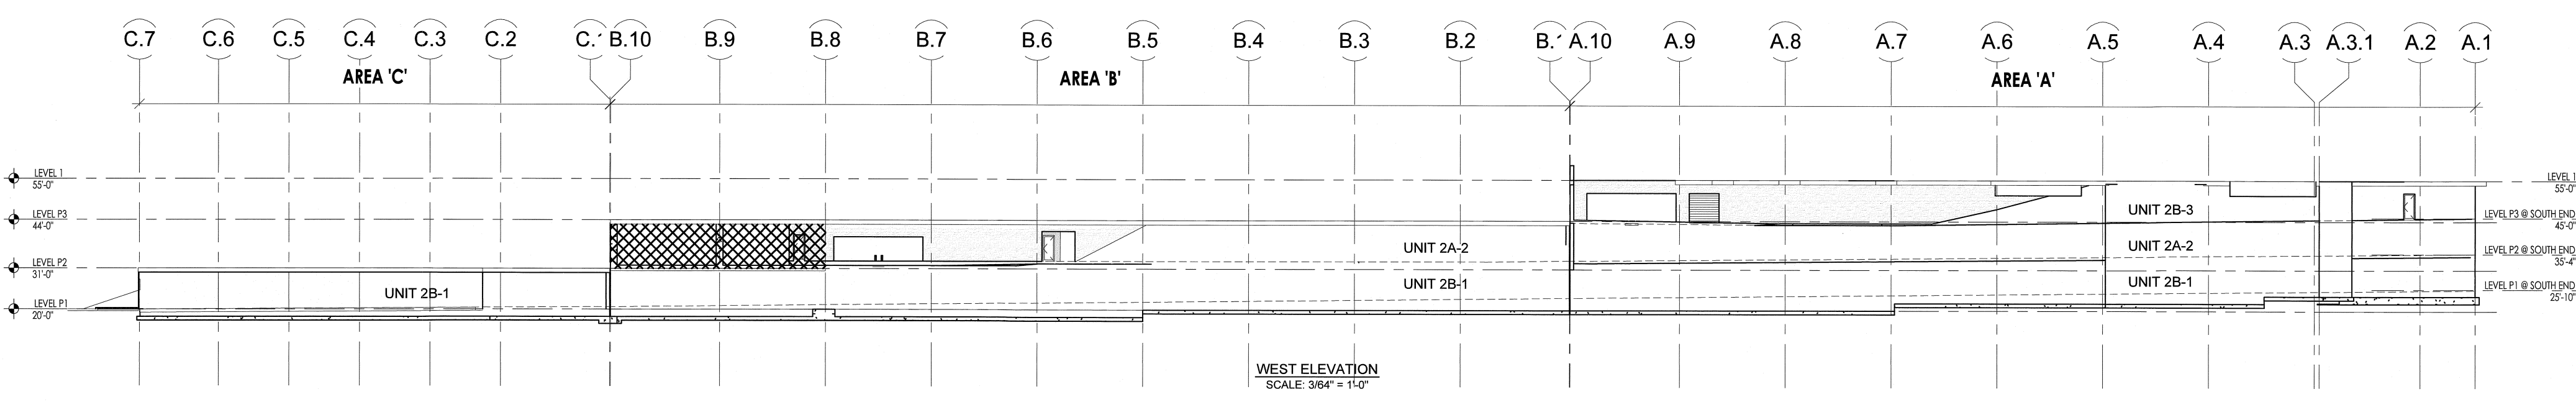 C.7 C.6 C.5 C.4 C.3 C.2 C. B.10 B.9 B.8 B.7 B.6 B.5 B.4 B.3 B.2 B. A.10 A.9 A.8 A.7 A.6 A.5 A.4 A.3 A.3.1 A.2 A.1
AREA 'C' AREA 'B' AREA 'A'
LEVEL 1
55'-0"
LEVEL P3
44'-0"
LEVEL P2
31'-0"
LEVEL P1
20'-0"
UNIT 2B-1
UNIT 2A-2
UNIT 2B-1
UNIT 2B-3
UNIT 2A-2
UNIT 2B-1
LEVEL 1
55'-0"
LEVEL P3 @ SOUTH END
45'-0"
LEVEL P2 @ SOUTH END
35'-4"
LEVEL P1 @ SOUTH END
25'-10"
WEST ELEVATION
SCALE: 3/64" = 1'-0"